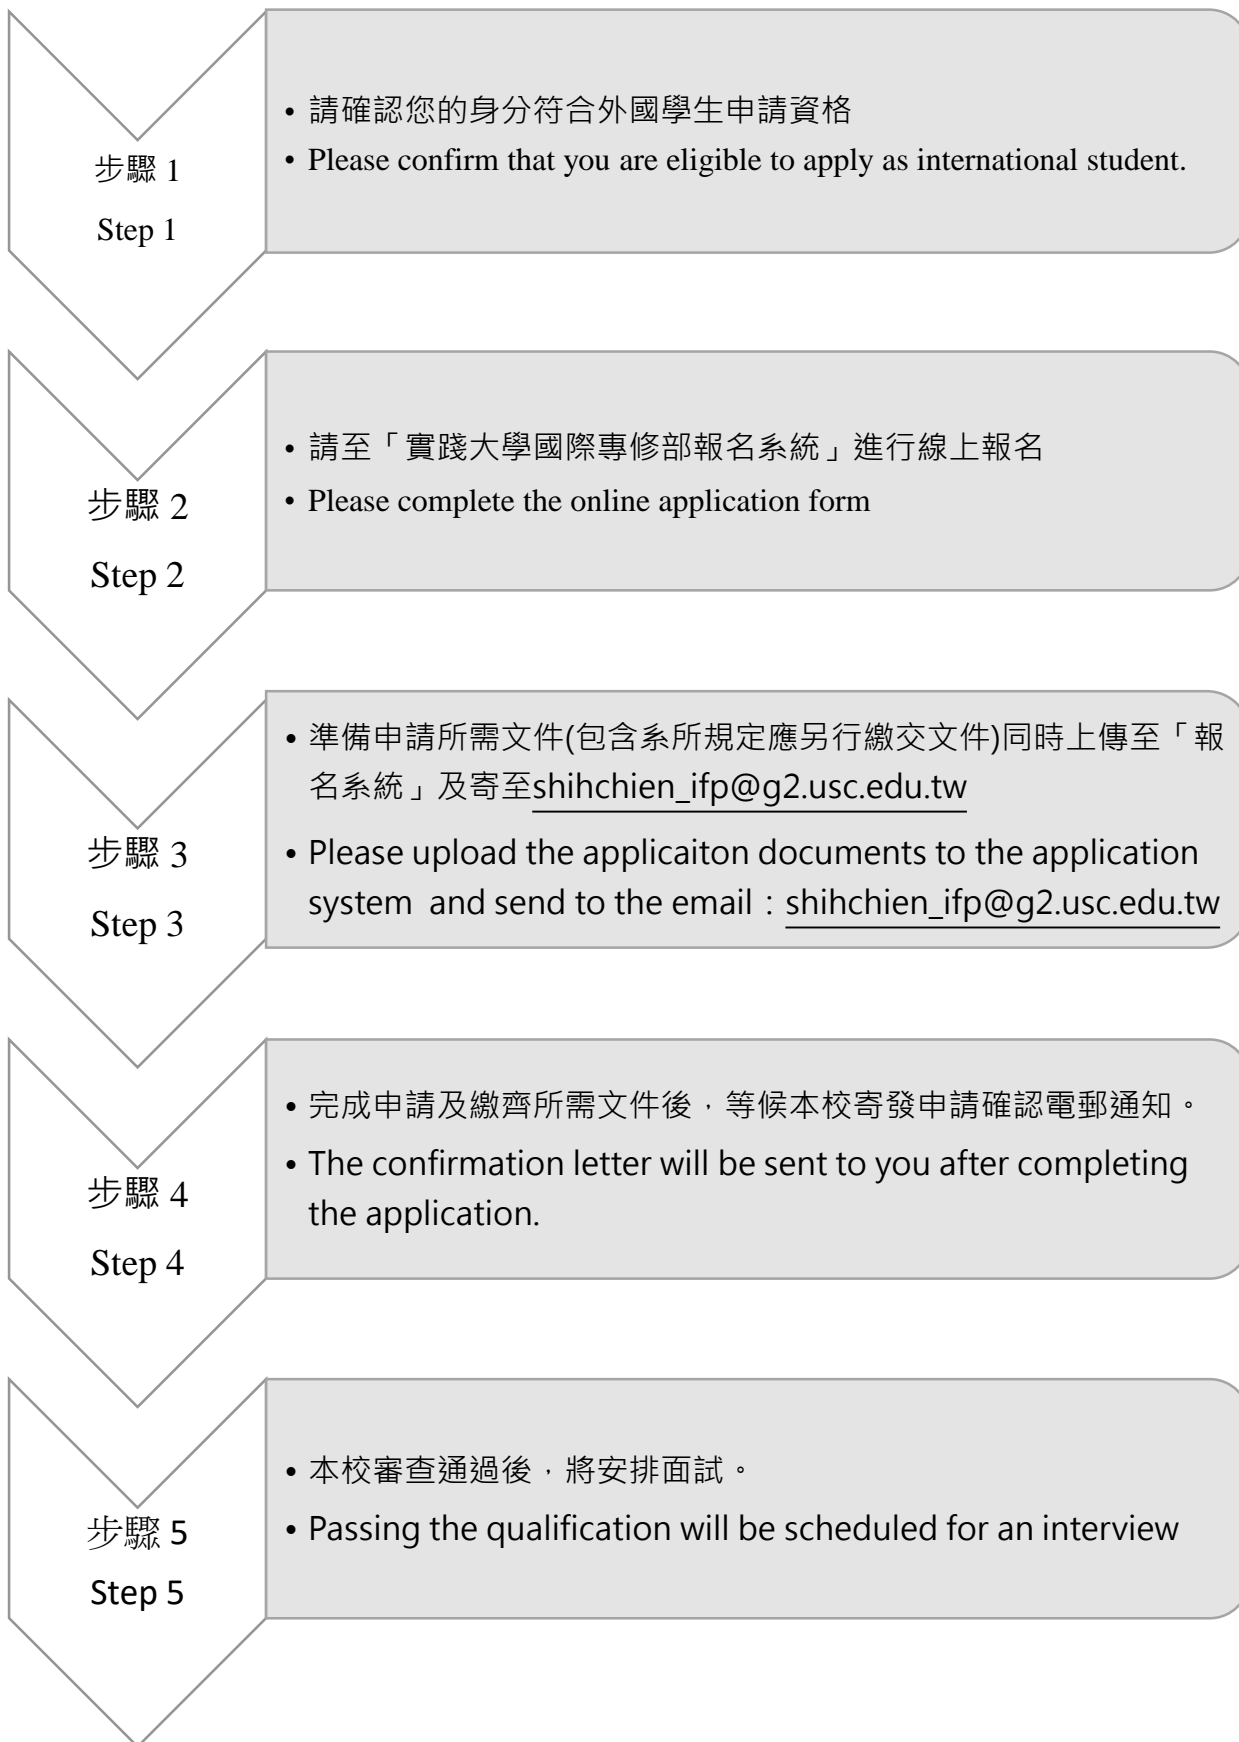 步驟 1
Step 1
• 請確認您的身分符合外國學生申請資格
• Please confirm that you are eligible to apply as international student.
步驟 2
Step 2
• 請至「實踐大學國際專修部報名系統」進行線上報名
• Please complete the online application form
步驟 3
Step 3
• 準備申請所需文件(包含系所規定應另行繳交文件)同時上傳至「報
名系統」及寄至shihchien_ifp@g2.usc.edu.tw
• Please upload the applicaiton documents to the application
system and send to the email：shihchien_ifp@g2.usc.edu.tw
步驟 4
Step 4
• 完成申請及繳齊所需文件後，等候本校寄發申請確認電郵通知。
• The confirmation letter will be sent to you after completing
the application.
步驟 5
Step 5
• 本校審查通過後，將安排面試。
• Passing the qualification will be scheduled for an interview